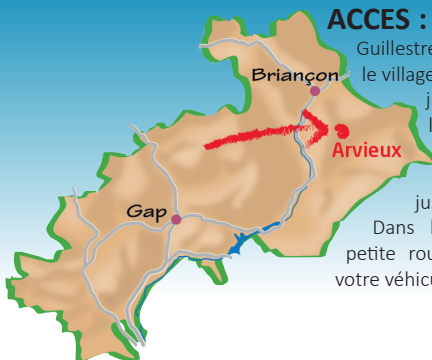 ACCES :
Guillestre
le village
Briançon
Arvieux
Gap
Dans
petite rou
votre véhicu